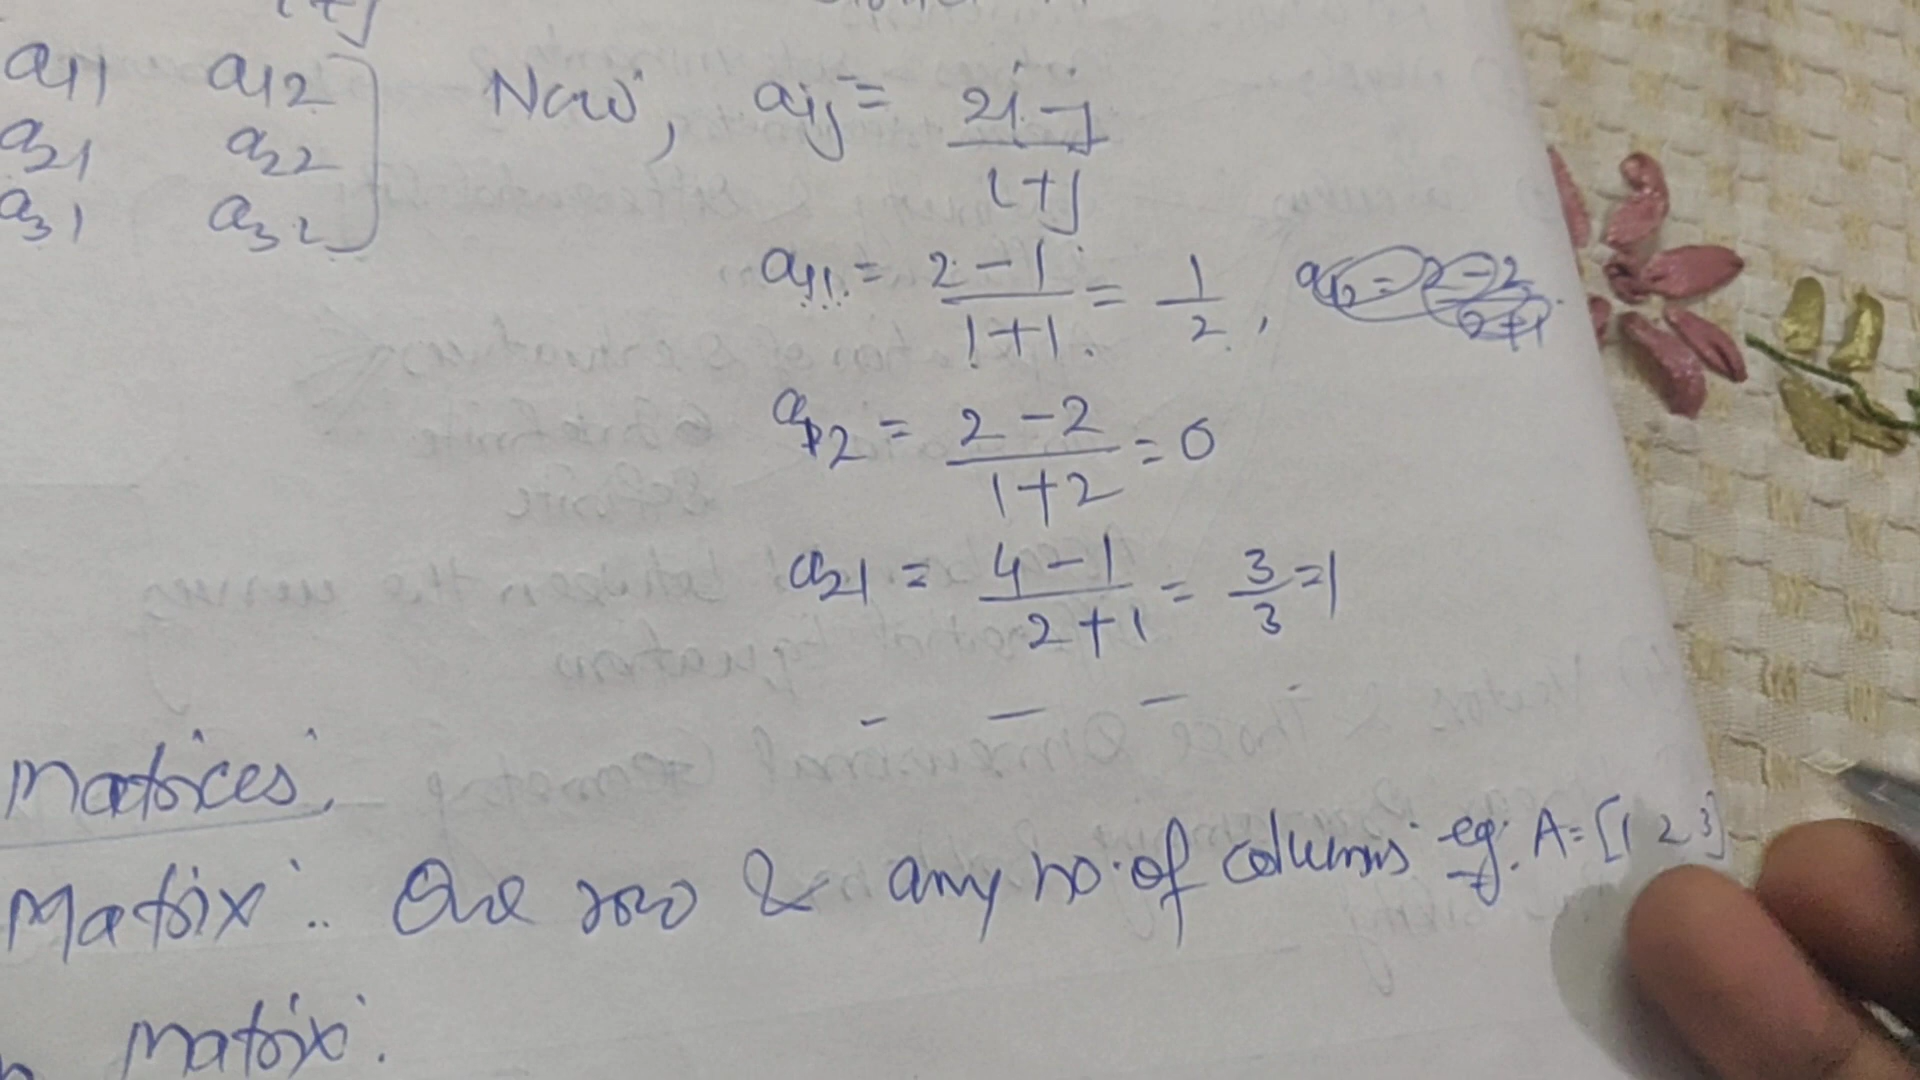 i+j
a11 a12
a21 a22
a31 a32
Now, aij = 2i-j / i+j
a11 = 2-1 / 1+1 = 1/2,
a12 = 2-2 / 1+2 = 0
a21 = 4-1 / 2+1 = 3/3 = 1
- - - -
Matrices
Matrix: One row & any no. of columns eg. A=[1 2 3]
Matrix.